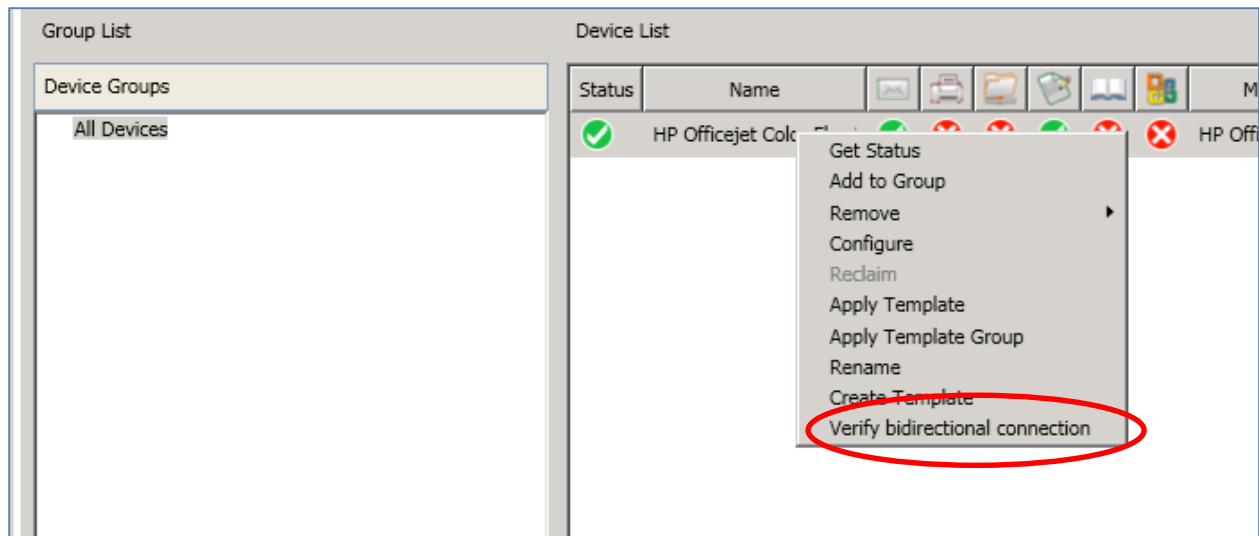 Group List
Device List
Device Groups
Status Name M
All Devices
HP Officejet HP Offi
Get Status
Add to Group
Remove
Configure
Reclaim
Apply Template
Apply Template Group
Rename
Create Template
Verify bidirectional connection